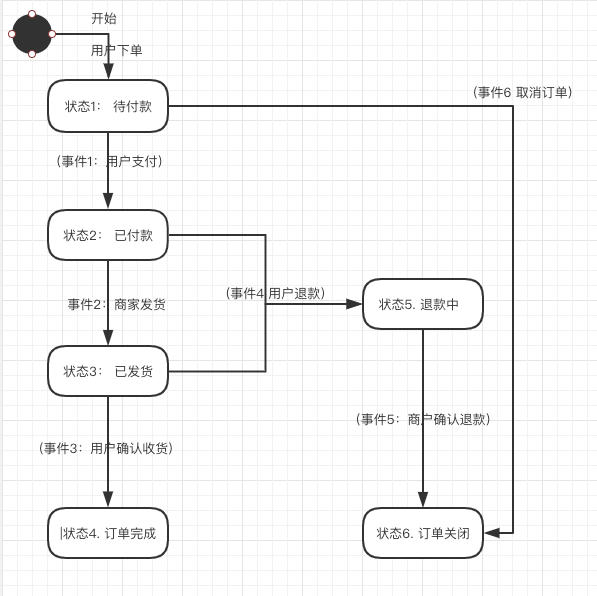 开始
用户下单
(事件6 取消订单)
状态1： 待付款
(事件1：用户支付)
状态2： 已付款
(事件4 用户退款)
事件2：商家发货
状态5. 退款中
状态3： 已发货
(事件5：商户确认退款)
(事件3：用户确认收货)
状态4. 订单完成
状态6. 订单关闭